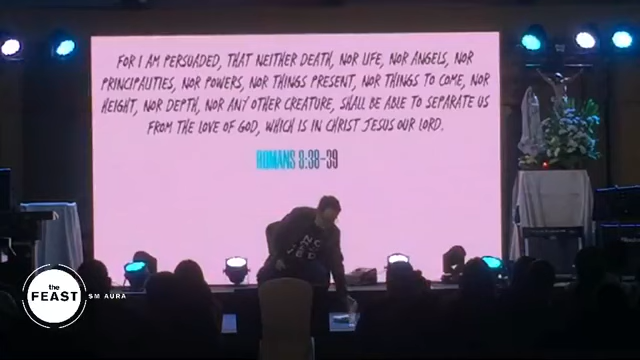 FOR I AM PERSUADED, THAT NEITHER DEATH, NOR LIFE, NOR ANGELS, NOR
PRINCIPALITIES, NOR POWERS, NOR THINGS PRESENT, NOR THINGS TO COME, NOR
HEIGHT, NOR DEPTH, NOR ANY OTHER CREATURE, SHALL BE ABLE TO SEPARATE US
FROM THE LOVE OF GOD, WHICH IS IN CHRIST JESUS OUR LORD.
ROMANS 8:38-39
the
FEAST
SM AURA